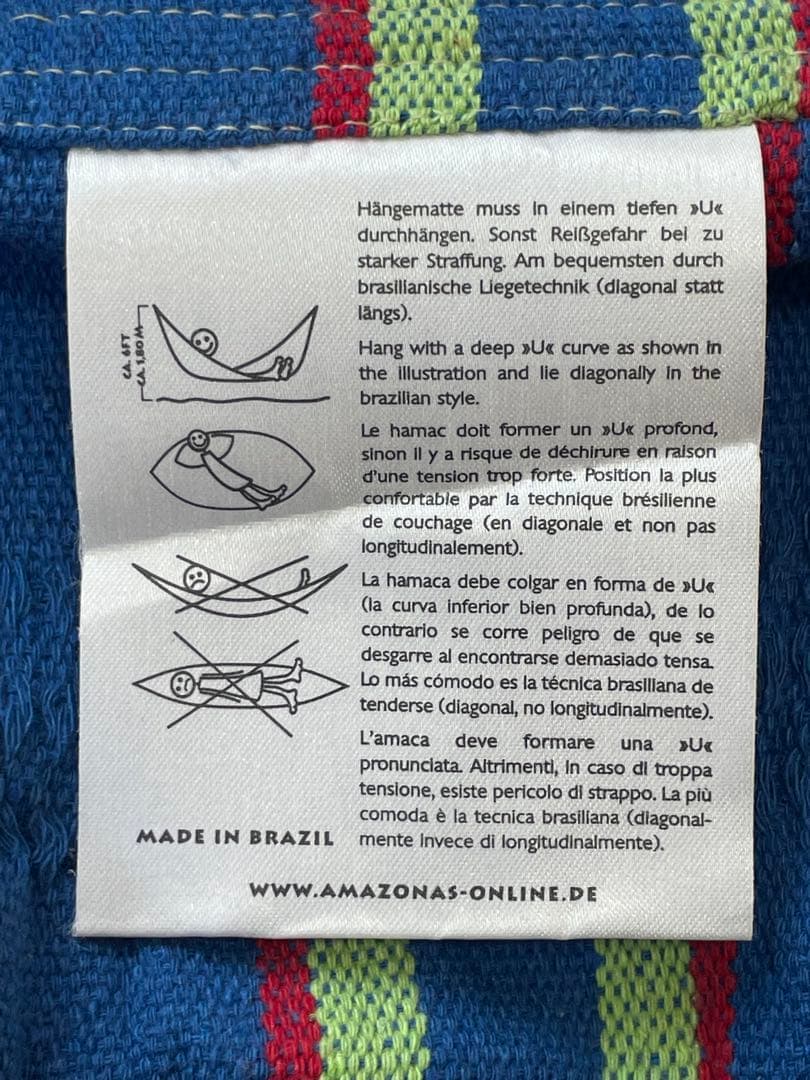 Hängematte muss in einem tiefen »U«
durchhängen. Sonst Reißgefahr bei zu
starker Straffung. Am bequemsten durch
brasilianische Liegetechnik (diagonal statt
längs).
CA. 6FT
CA. 1,80 M
Hang with a deep »U« curve as shown in
the illustration and lie diagonally in the
brazilian style.
Le hamac doit former un »U« profond,
sinon il y a risque de déchirure en raison
d'une tension trop forte. Position la plus
confortable par la technique brésilienne
de couchage (en diagonale et non pas
longitudinalement).
La hamaca debe colgar en forma de »U«
(la curva inferior bien profunda), de lo
contrario se corre peligro de que se
desgarre al encontrarse demasiado tensa.
Lo más cómodo es la técnica brasiliana de
tenderse (diagonal, no longitudinalmente).
L'amaca deve formare una »U«
pronunciata. Altrimenti, in caso di troppa
tensione, esiste pericolo di strappo. La più
comoda è la tecnica brasiliana (diagonal-
mente invece di longitudinalmente).
MADE IN BRAZIL
WWW.AMAZONAS-ONLINE.DE